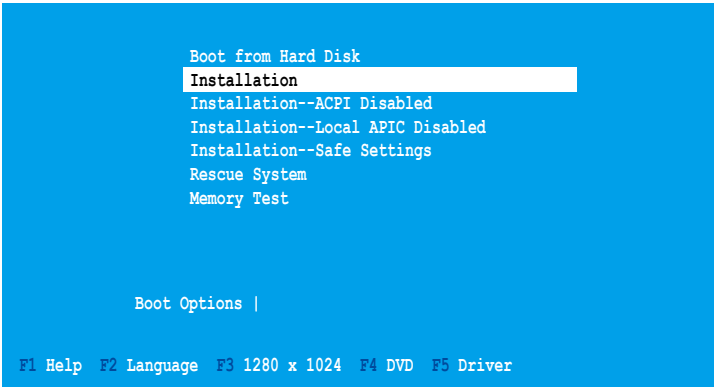 Boot from Hard Disk
Installation
Installation--ACPI Disabled
Installation--Local APIC Disabled
Installation--Safe Settings
Rescue System
Memory Test
Boot Options |
F1 Help F2 Language F3 1280 x 1024 F4 DVD F5 Driver